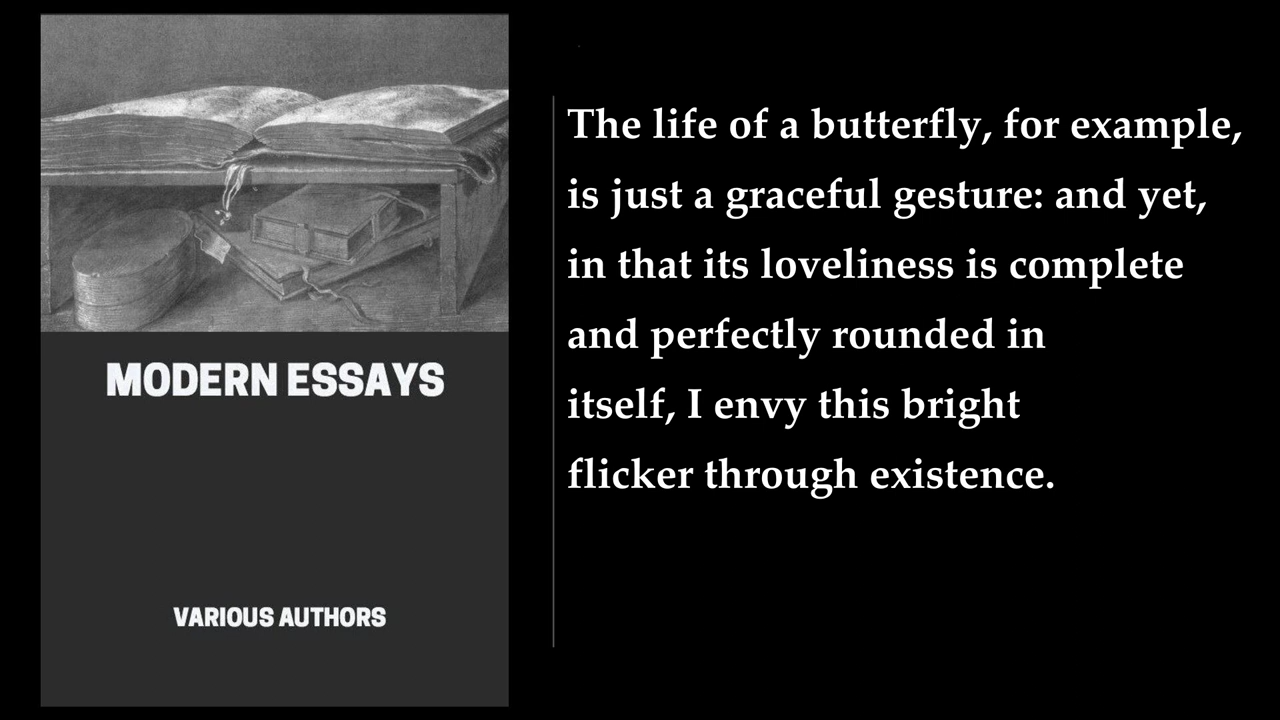 MODERN ESSAYS
VARIOUS AUTHORS
The life of a butterfly, for example,
is just a graceful gesture: and yet,
in that its loveliness is complete
and perfectly rounded in
itself, I envy this bright
flicker through existence.